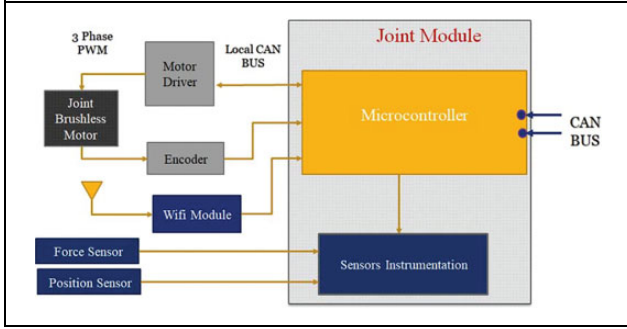 Joint Module
3 Phase
PWM
Motor
Driver
Local CAN
BUS
Joint
Brushless
Motor
Microcontroller
CAN
BUS
Encoder
Wifi Module
Force Sensor
Position Sensor
Sensors Instrumentation